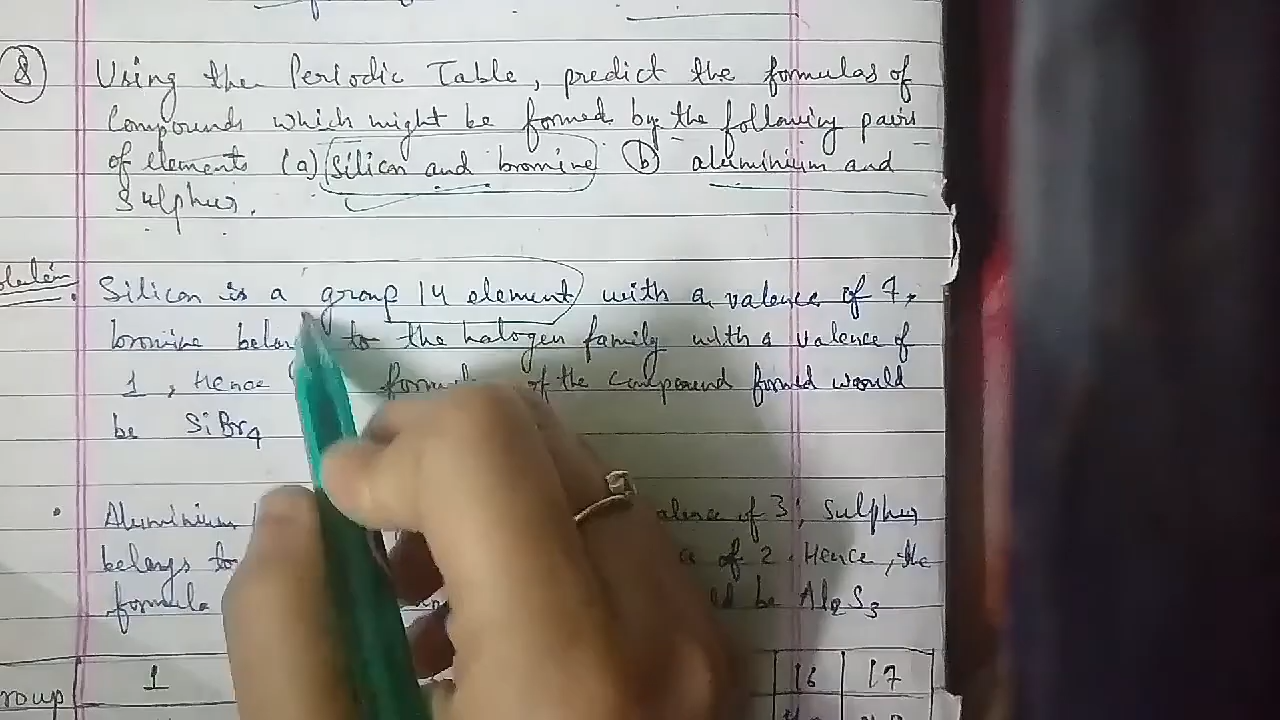 8 Using the Periodic Table, predict the formulas of
Compounds which might be formed by the following pairs
of elements (a) Silicon and bromine (b) aluminium and
Sulphur.
Silicon is a group 14 element with a valence of 4,
bromine to the halogen family with a valence of
1, Hence of the compound formed would
be SiBr4
Aluminium of 3; Sulphur
belongs to of 2. Hence, the
formula be Al2S3
1 16 17